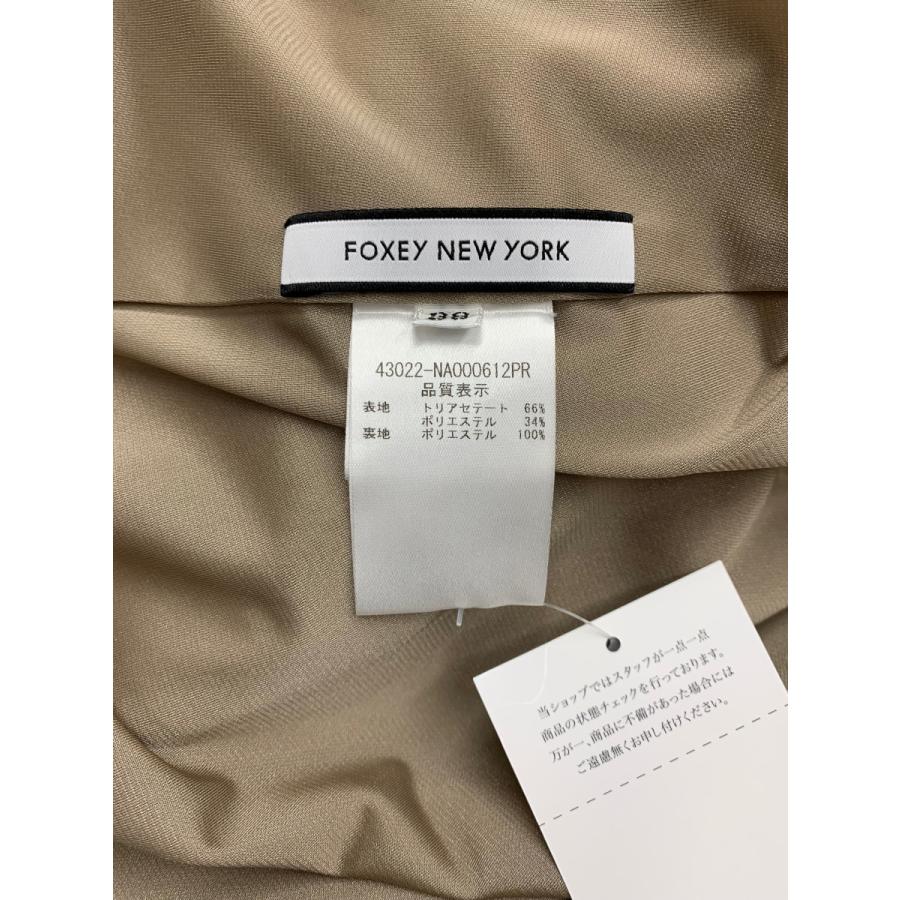 FOXEY NEW YORK
43022-NA000612PR
品質表示
表地 トリアセテート 66%
ポリエステル 34%
裏地 ポリエステル 100%
当ショップではスタッフが一点一点
商品の状態チェックを行っております。
万が一、商品に不備があった場合には
ご遠慮無くお申し付けください。